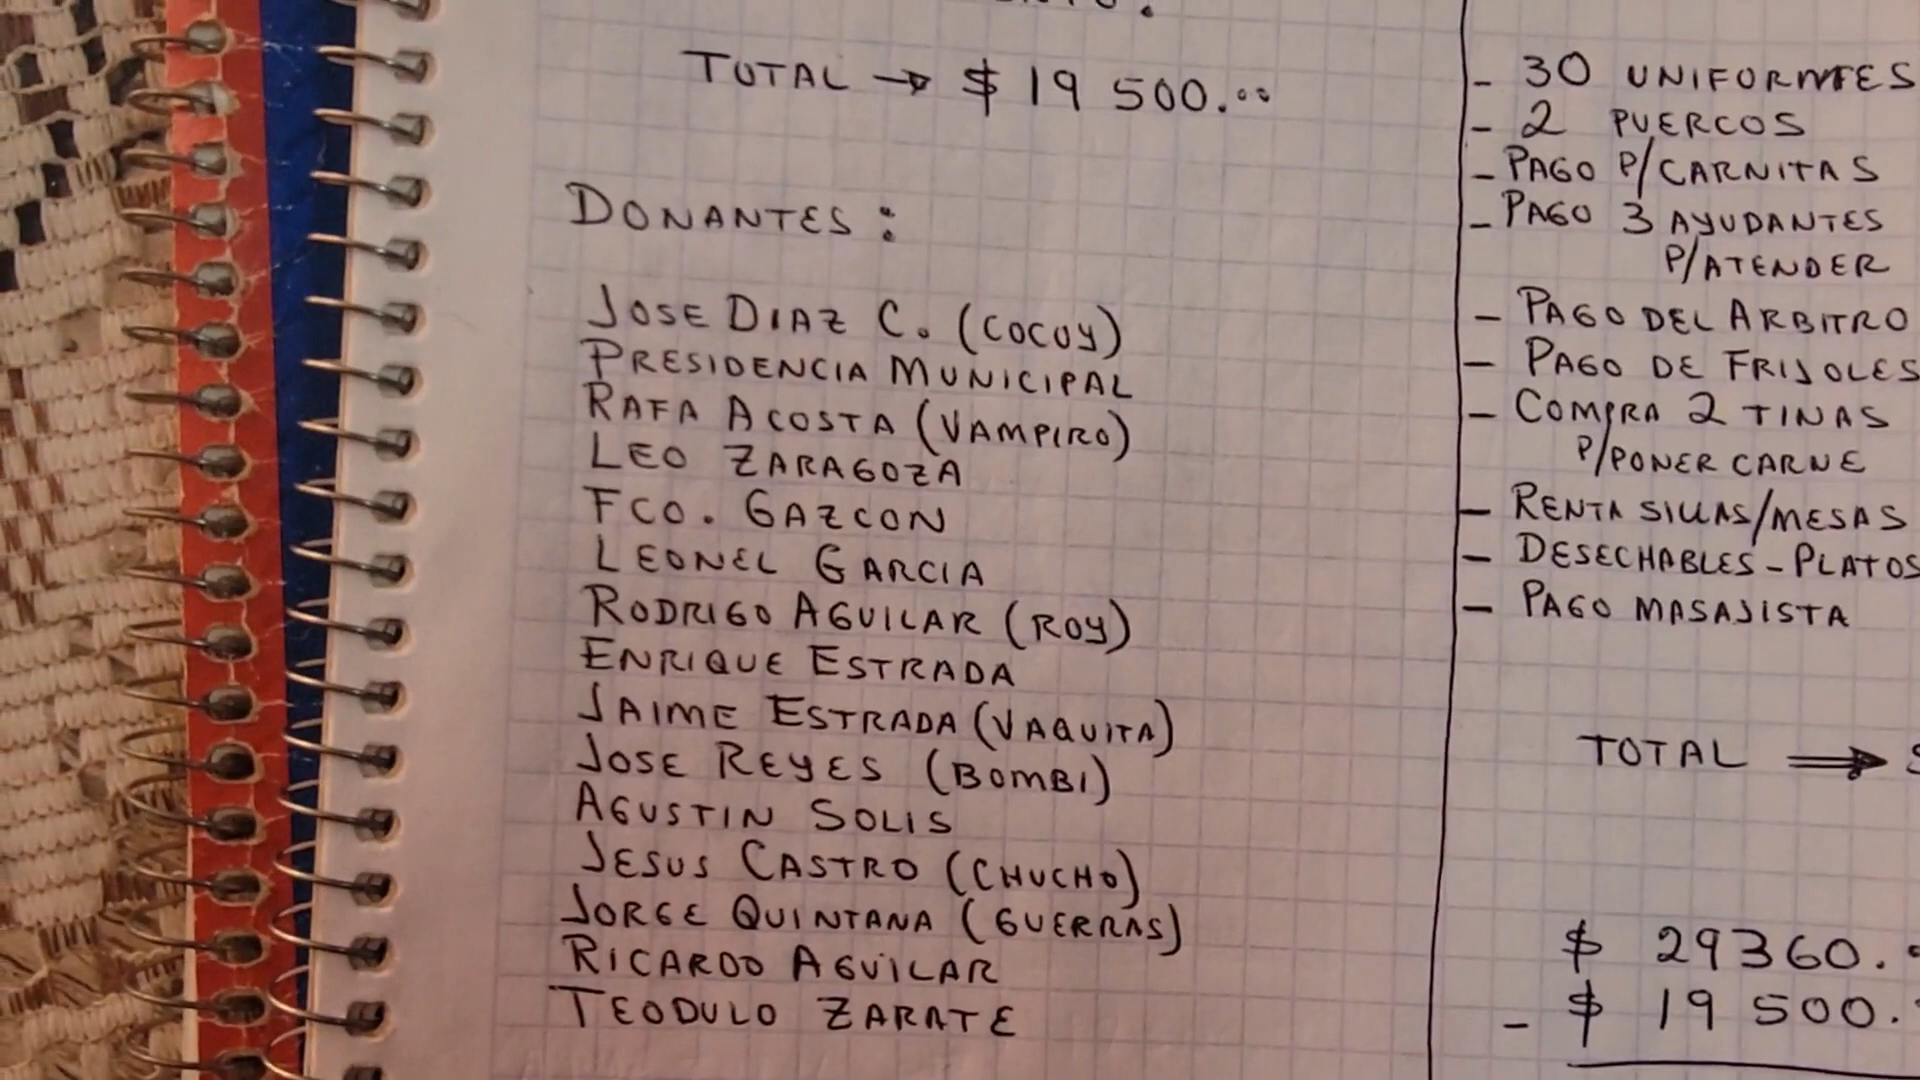 TOTAL → $ 19 500.00
DONANTES:
JOSE DIAZ C. (COCOY)
PRESIDENCIA MUNICIPAL
RAFA ACOSTA (VAMPIRO)
LEO ZARAGOZA
FCO. GAZCON
LEONEL GARCIA
RODRIGO AGUILAR (ROY)
ENRIQUE ESTRADA
JAIME ESTRADA (VAQUITA)
JOSE REYES (BOMBI)
AGUSTIN SOLIS
JESUS CASTRO (CHUCHO)
JORGE QUINTANA (GUERRAS)
RICARDO AGUILAR
TEODULO ZARATE
- 30 UNIFORMES
- 2 PUERCOS
- PAGO P/CARNITAS
- PAGO 3 AYUDANTES
P/ATENDER
- PAGO DEL ARBITRO
- PAGO DE FRIJOLES
- COMPRA 2 TINAS
P/PONER CARNE
- RENTA SILLAS/MESAS
- DESECHABLES - PLATOS
- PAGO MASAJISTA
TOTAL ⇒
$ 29360.
- $ 19 500.